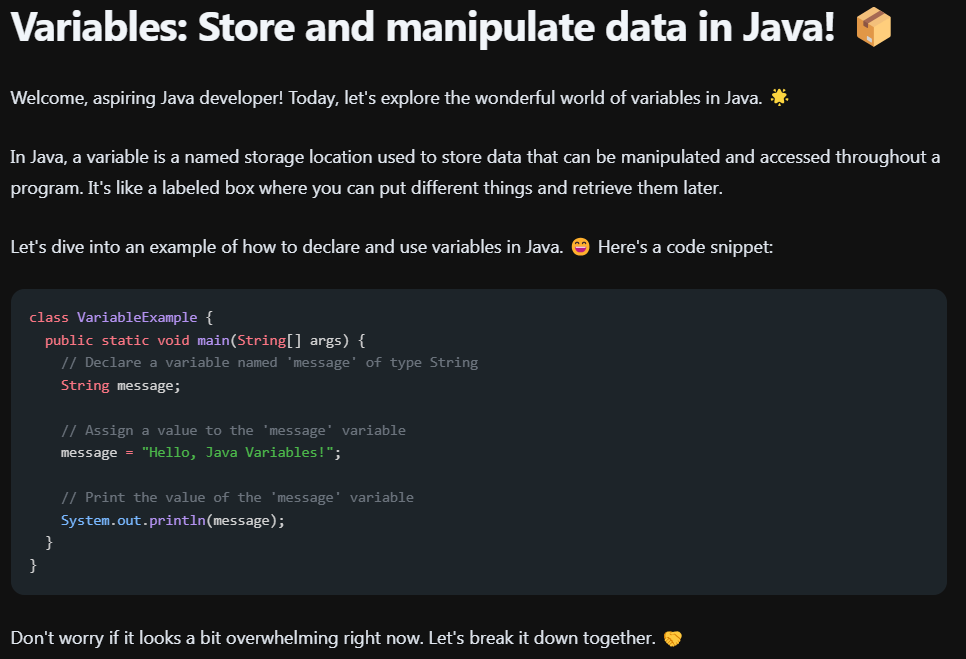 Variables: Store and manipulate data in Java! 📦
Welcome, aspiring Java developer! Today, let's explore the wonderful world of variables in Java. 🌟
In Java, a variable is a named storage location used to store data that can be manipulated and accessed throughout a
program. It's like a labeled box where you can put different things and retrieve them later.
Let's dive into an example of how to declare and use variables in Java. 😄 Here's a code snippet:
class VariableExample {
  public static void main(String[] args) {
    // Declare a variable named 'message' of type String
    String message;
    // Assign a value to the 'message' variable
    message = "Hello, Java Variables!";
    // Print the value of the 'message' variable
    System.out.println(message);
  }
}
Don't worry if it looks a bit overwhelming right now. Let's break it down together. 🤝